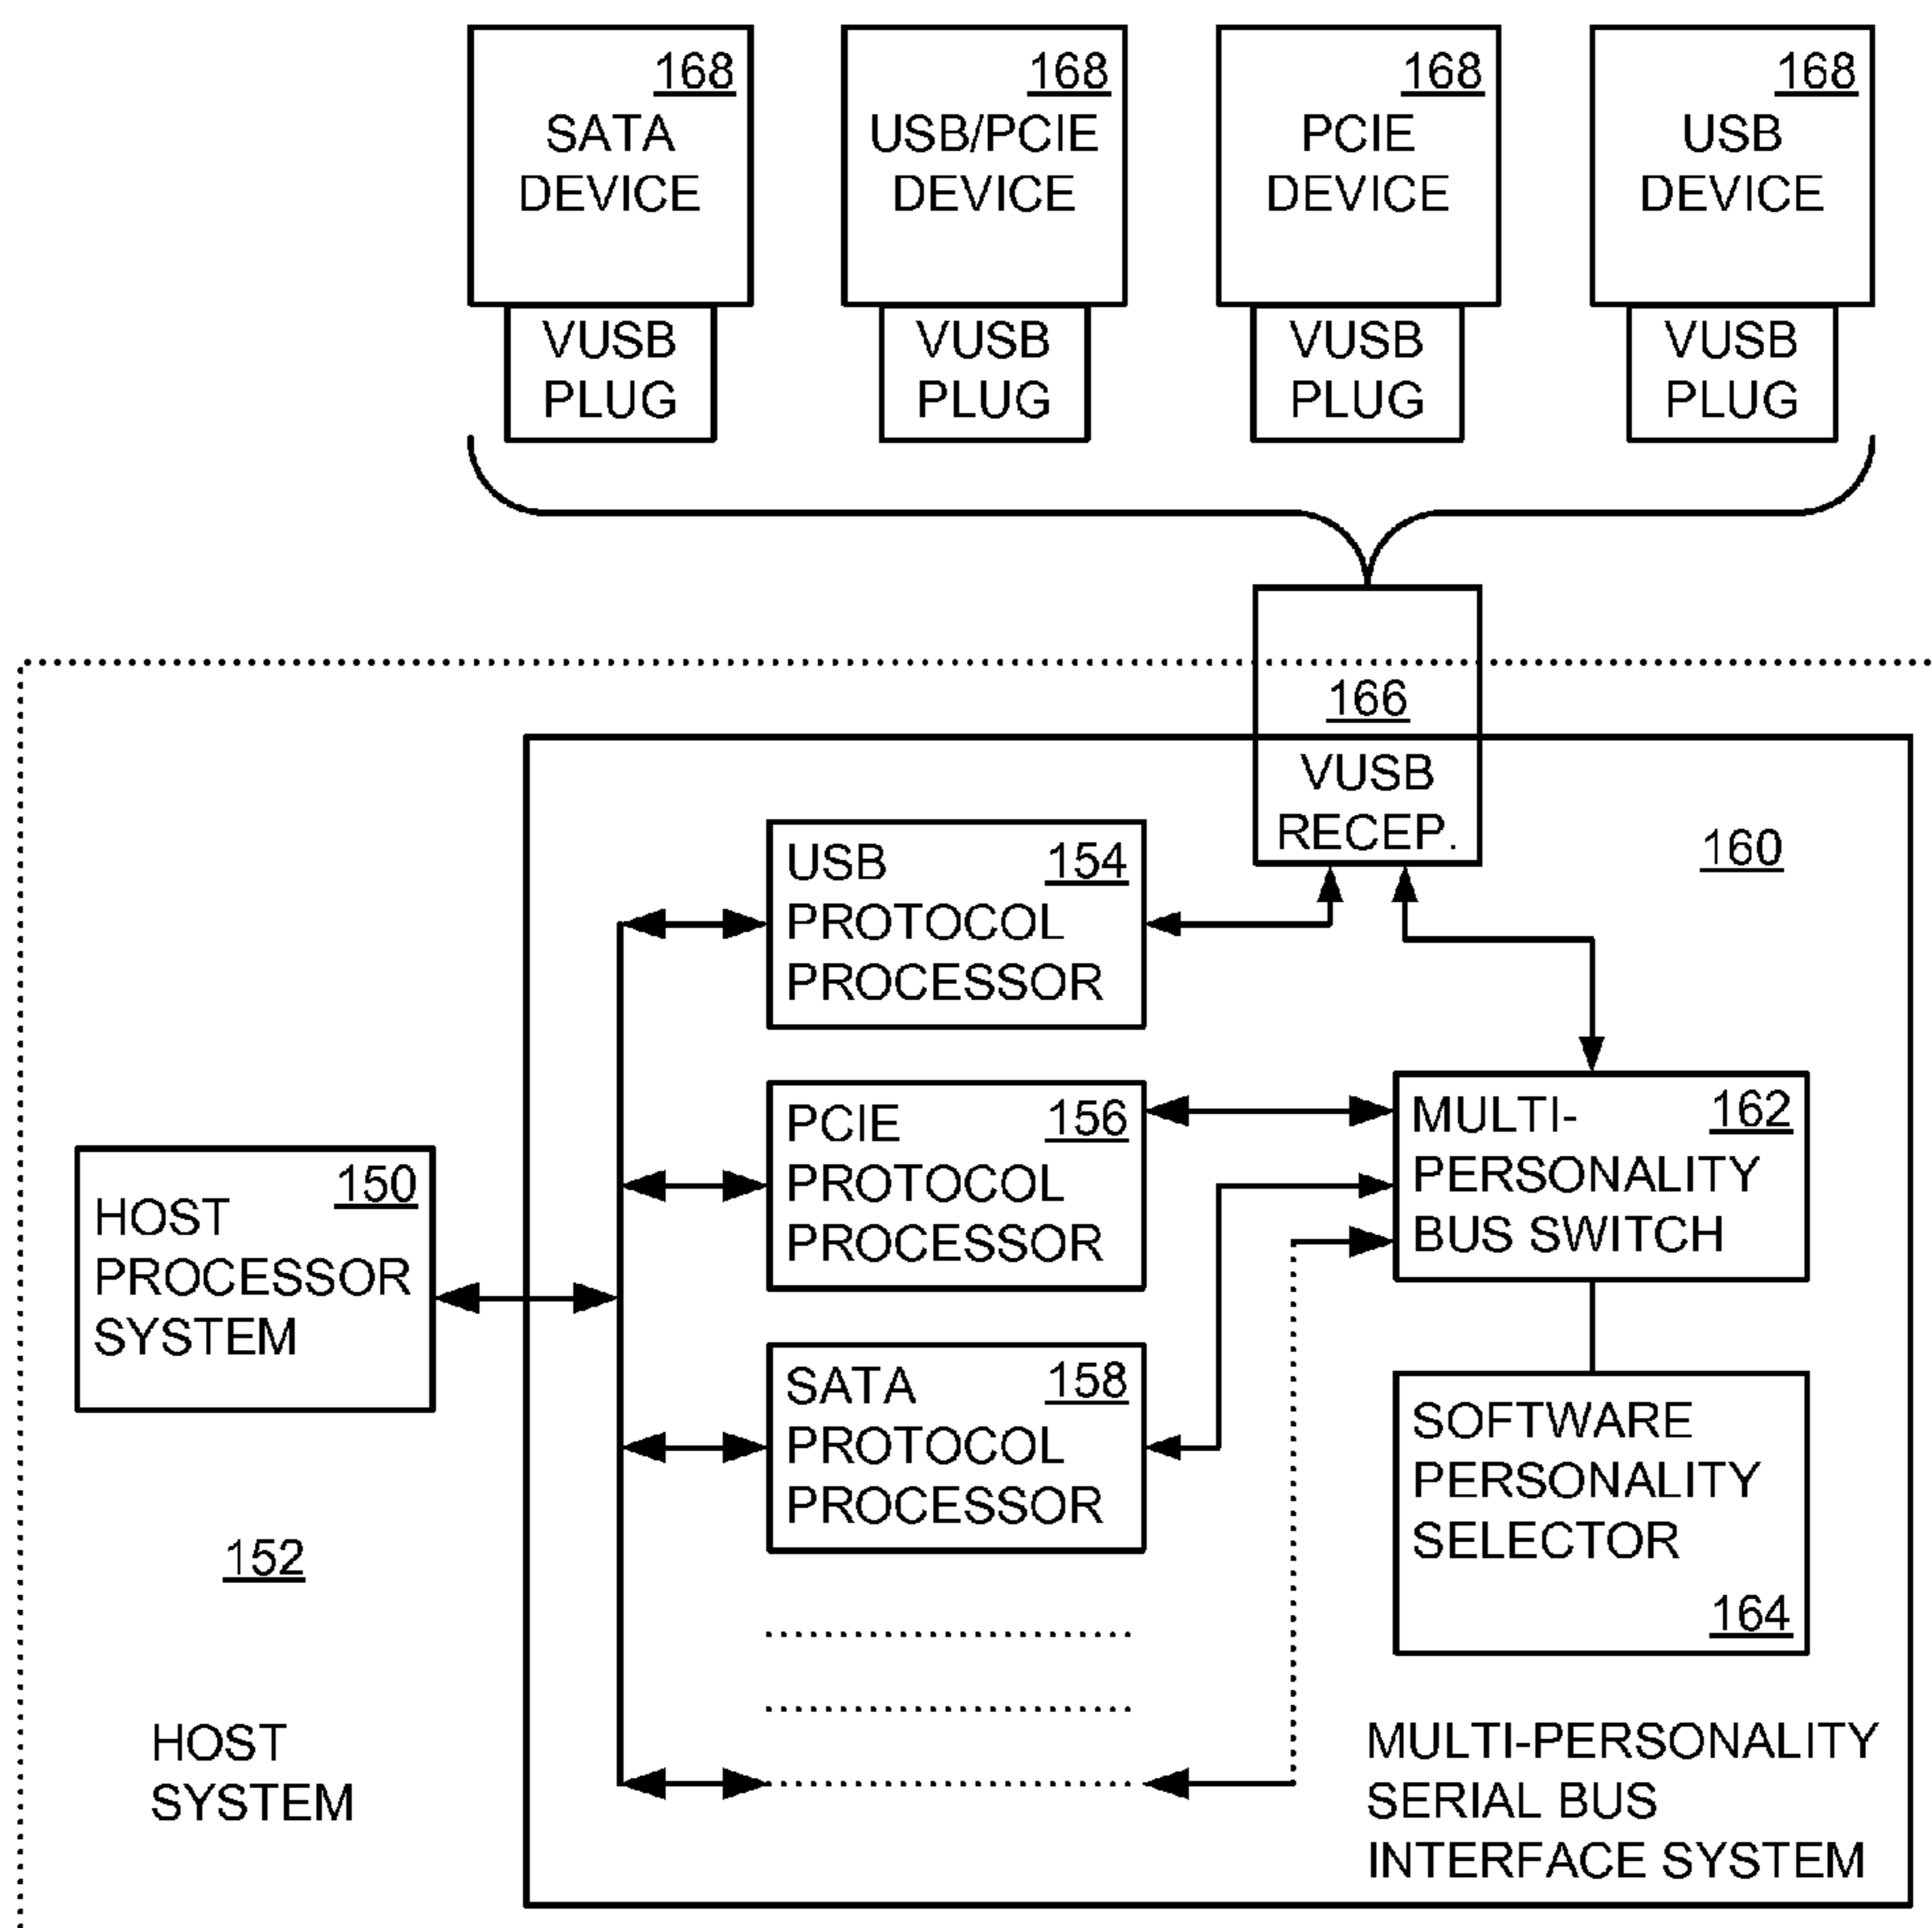 168
SATA
DEVICE
VUSB
PLUG
168
USB/PCIE
DEVICE
VUSB
PLUG
168
PCIE
DEVICE
VUSB
PLUG
168
USB
DEVICE
VUSB
PLUG
166
VUSB
RECEP.
160
USB 154
PROTOCOL
PROCESSOR
PCIE 156
PROTOCOL
PROCESSOR
MULTI- 162
PERSONALITY
BUS SWITCH
150
HOST
PROCESSOR
SYSTEM
SATA 158
PROTOCOL
PROCESSOR
SOFTWARE
PERSONALITY
SELECTOR
164
152
HOST
SYSTEM
MULTI-PERSONALITY
SERIAL BUS
INTERFACE SYSTEM